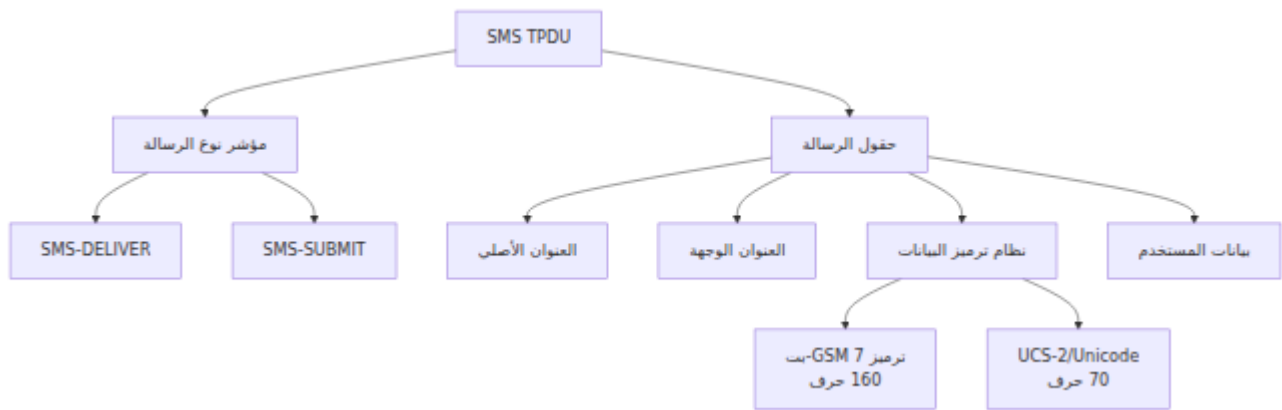 SMS TPDU
مؤشر نوع الرسالة
حقول الرسالة
SMS-DELIVER
SMS-SUBMIT
العنوان الأصلي
العنوان الوجهة
نظام ترميز البيانات
بيانات المستخدم
ترميز GSM 7-بت
160 حرف
UCS-2/Unicode
70 حرف